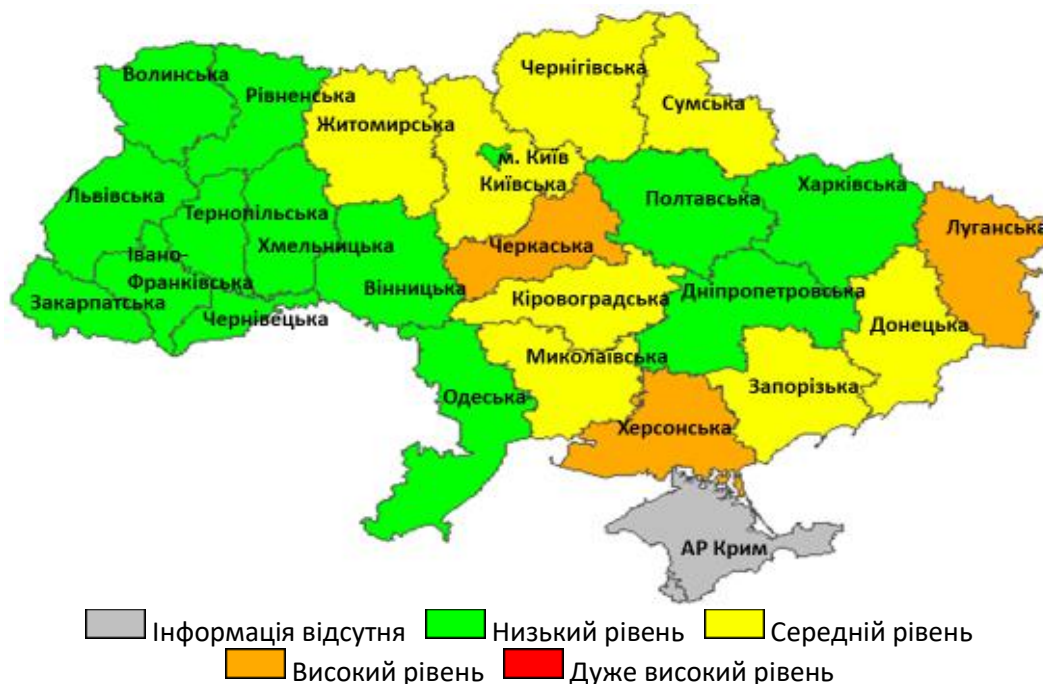 Чернігівська
Волинська
Рівненська
Сумська
Житомирська
м. Київ
Київська
Харківська
Львівська
Полтавська
Тернопільська
Луганська
Хмельницька
Черкаська
Івано-
Франківська
Вінницька
Закарпатська
Кіровоградська
Дніпропетровська
Чернівецька
Донецька
Миколаївська
Запорізька
Одеська
Херсонська
АР Крим
Інформація відсутня Низький рівень Середній рівень
Високий рівень Дуже високий рівень